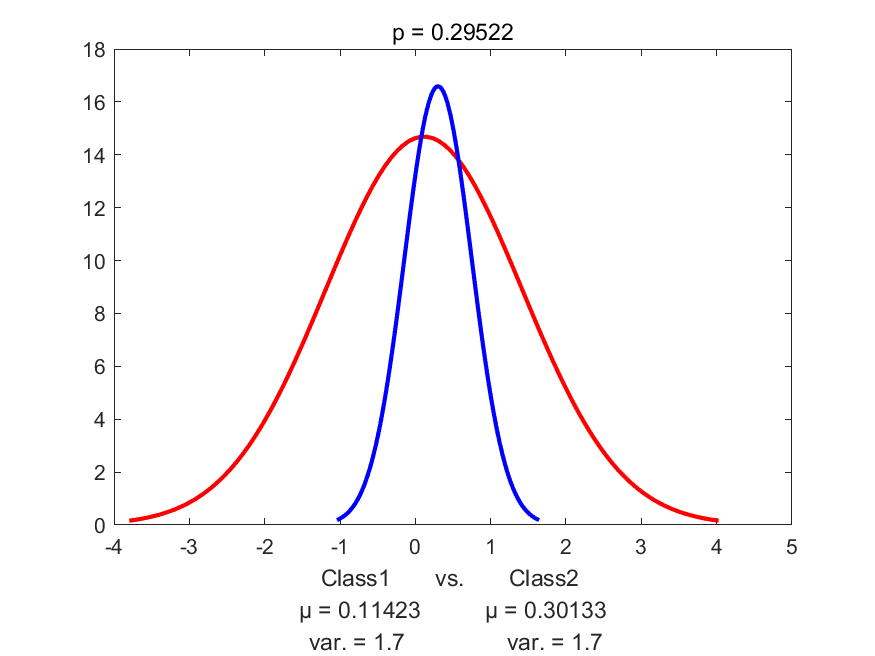 p = 0.29522
18
16
14
12
10
8
6
4
2
0
-4 -3 -2 -1 0 1 2 3 4 5
Class1 vs. Class2
μ = 0.11423 μ = 0.30133
var. = 1.7 var. = 1.7